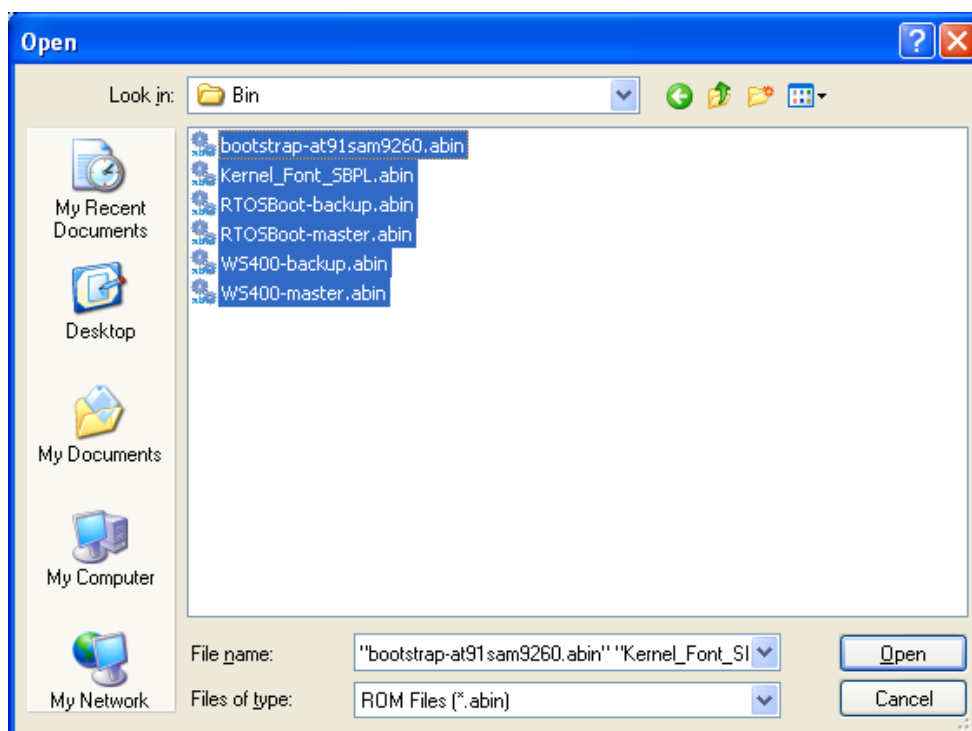 Open
Look in:
Bin
My Recent
Documents
Desktop
My Documents
My Computer
My Network
bootstrap-at91sam9260.abin
Kernel_Font_SBPL.abin
RTOSBoot-backup.abin
RTOSBoot-master.abin
WS400-backup.abin
WS400-master.abin
File name:
"bootstrap-at91sam9260.abin" "Kernel_Font_SI
Open
Files of type:
ROM Files (*.abin)
Cancel